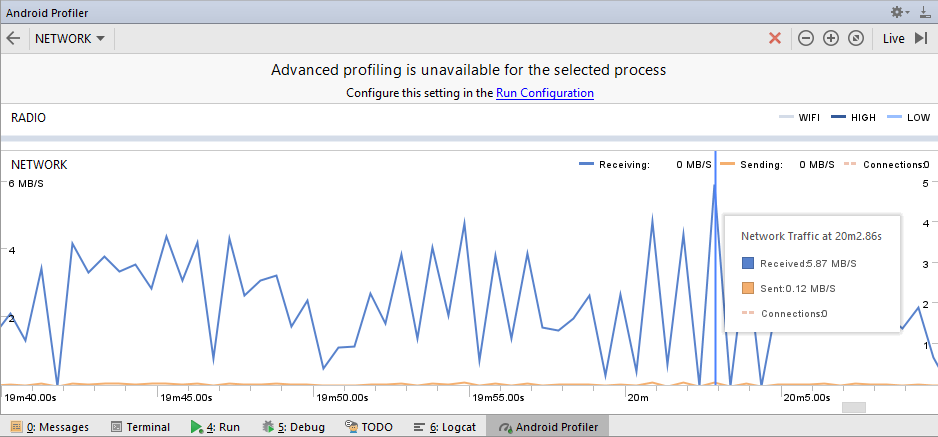 Android Profiler
NETWORK Live
Advanced profiling is unavailable for the selected process
Configure this setting in the Run Configuration
RADIO WIFI HIGH LOW
NETWORK Receiving: 0 MB/S Sending: 0 MB/S Connections:0
6 MB/S 5
4 4
3
2 2
1
Network Traffic at 20m2.86s
Received:5.87 MB/S
Sent:0.12 MB/S
Connections:0
19m40.00s 19m45.00s 19m50.00s 19m55.00s 20m 20m5.00s
0: Messages Terminal 4: Run 5: Debug TODO 6: Logcat Android Profiler